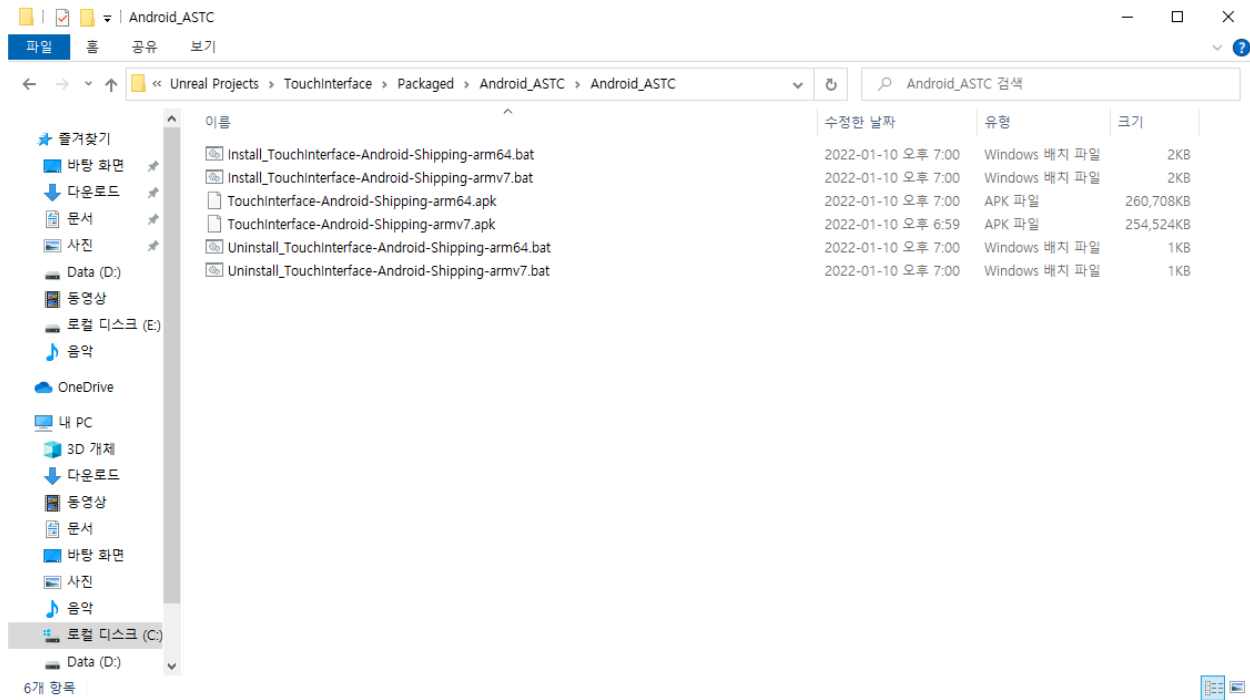 Android_ASTC
파일 홈 공유 보기
« Unreal Projects › TouchInterface › Packaged › Android_ASTC › Android_ASTC
Android_ASTC 검색
이름 수정한 날짜 유형 크기
Install_TouchInterface-Android-Shipping-arm64.bat 2022-01-10 오후 7:00 Windows 배치 파일 2KB
Install_TouchInterface-Android-Shipping-armv7.bat 2022-01-10 오후 7:00 Windows 배치 파일 2KB
TouchInterface-Android-Shipping-arm64.apk 2022-01-10 오후 7:00 APK 파일 260,708KB
TouchInterface-Android-Shipping-armv7.apk 2022-01-10 오후 6:59 APK 파일 254,524KB
Uninstall_TouchInterface-Android-Shipping-arm64.bat 2022-01-10 오후 7:00 Windows 배치 파일 1KB
Uninstall_TouchInterface-Android-Shipping-armv7.bat 2022-01-10 오후 7:00 Windows 배치 파일 1KB
즐겨찾기
바탕 화면
다운로드
문서
사진
Data (D:)
동영상
로컬 디스크 (E:)
음악
OneDrive
내 PC
3D 개체
다운로드
동영상
문서
바탕 화면
사진
음악
로컬 디스크 (C:)
Data (D:)
6개 항목